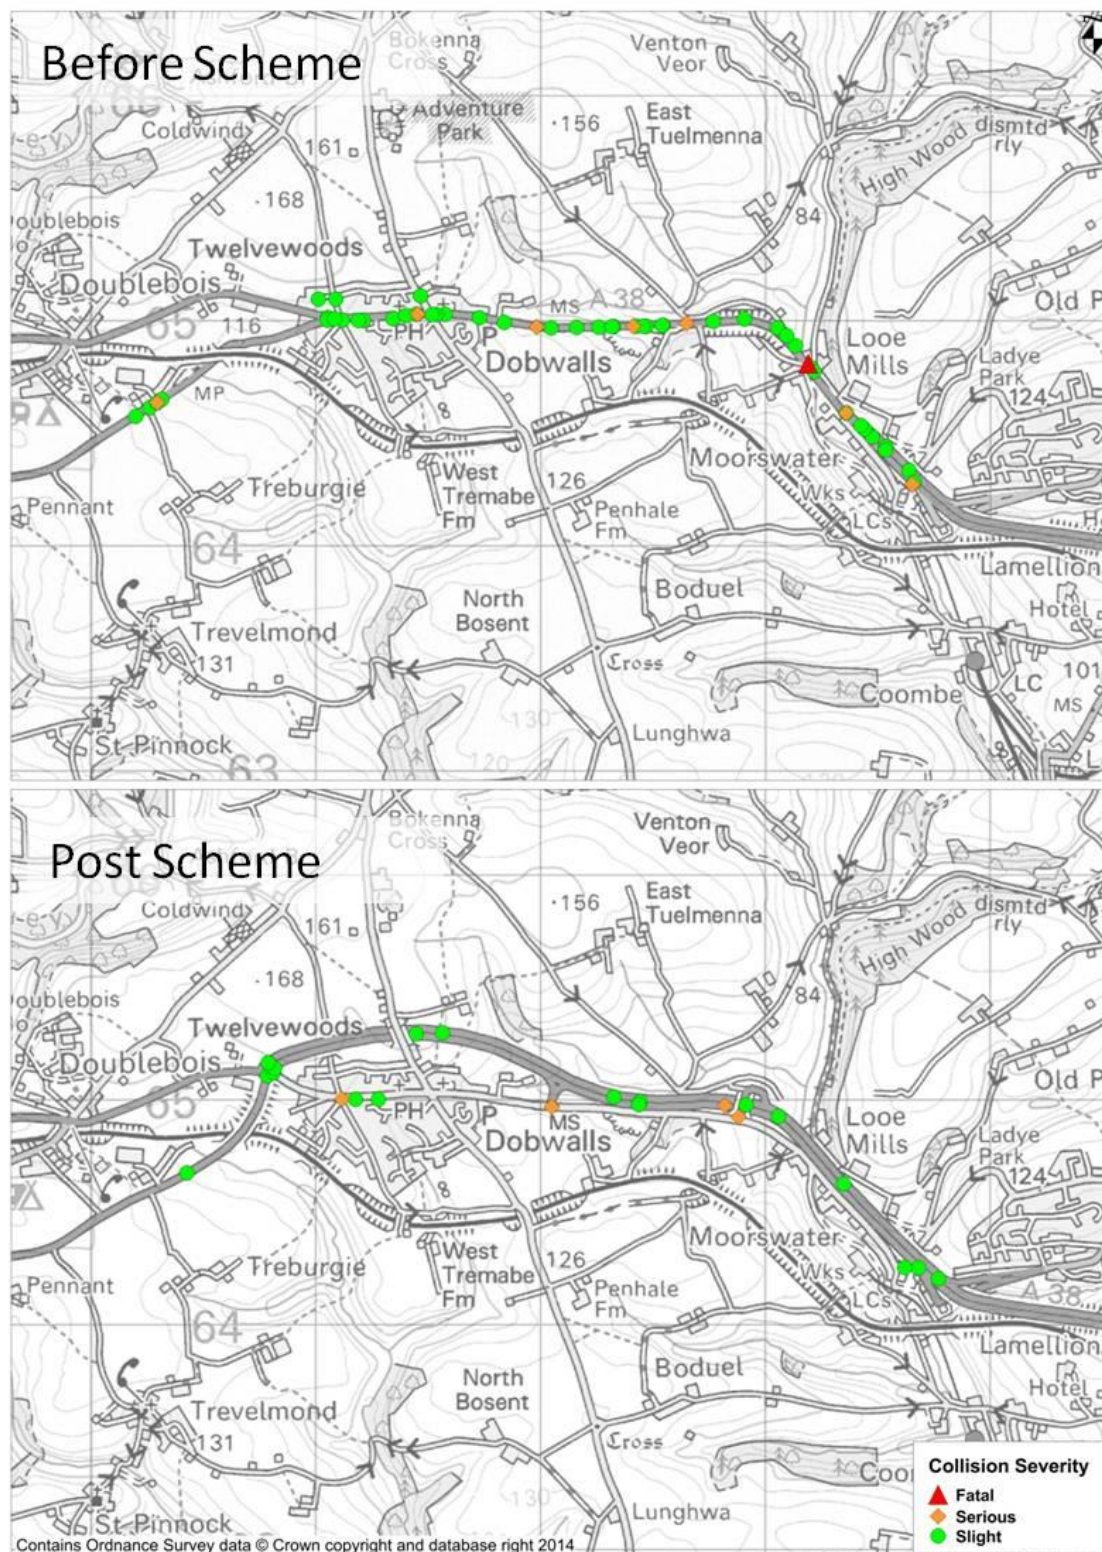 Before Scheme
Bokenna
Cross
Venton
Veor
Adventure
Park
East
Tuelmenna
dismtd
rly
Coldwind
161
·156
High Wood
·168
84
Doublebois
Twelvewoods
Old P
Doublebois
65
MS
A 38
116
PH
P
Looe
Mills
Dobwalls
Ladye
Park
124
MP
Moorswater
West
Tremabe
Fm
126
Treburgie
Penhale
Fm
Wks
Pennant
LCs
64
Lamellion
Boduel
North
Bosent
Hotel
Trevelmond
131
Cross
101
Coombe
LC
MS
St Pinnock
130
Lunghwa
63
120
Post Scheme
Bokenna
Cross
Venton
Veor
East
Tuelmenna
dismtd
rly
Coldwind
161
·156
High Wood
·168
84
Doublebois
Twelvewoods
Doublebois
Old P
65
PH
P
MS
Looe
Mills
Dobwalls
Ladye
Park
124
Moorswater
West
Tremabe
Fm
126
Treburgie
Penhale
Fm
Wks
Pennant
LCs
A 38
64
Lamellion
Boduel
North
Bosent
Hotel
Trevelmond
131
Cross
Collision Severity
Fatal
Serious
Slight
130
Lunghwa
St Pinnock
Contains Ordnance Survey data © Crown copyright and database right 2014